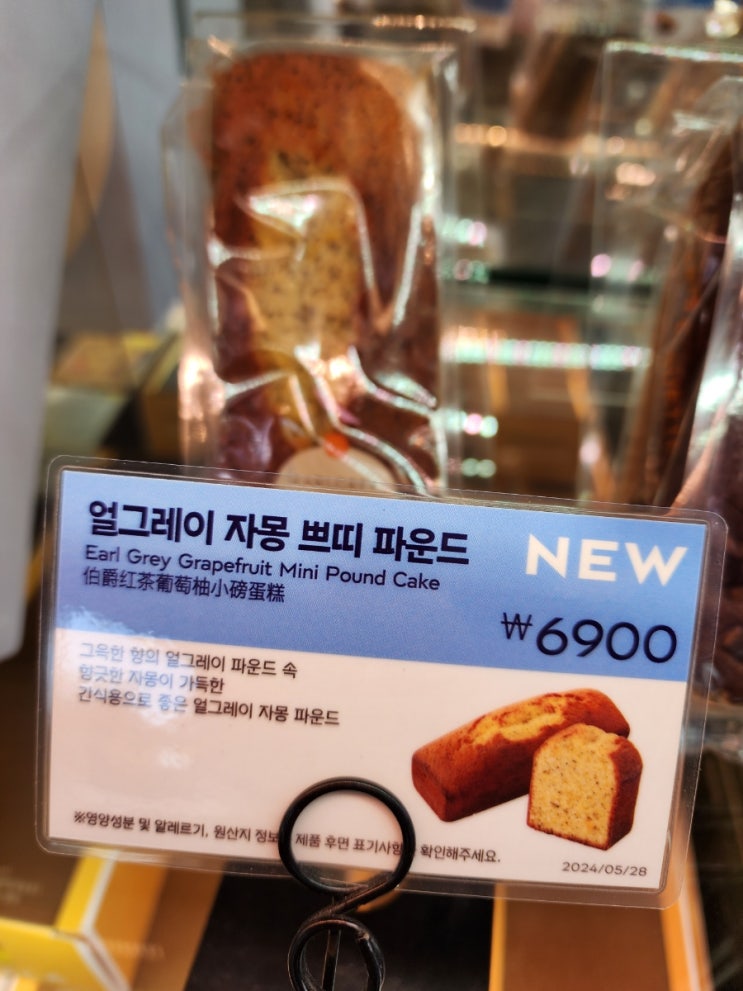 얼그레이 자몽 쁘띠 파운드
NEW
Earl Grey Grapefruit Mini Pound Cake
伯爵红茶葡萄柚小磅蛋糕
₩6900
그윽한 향의 얼그레이 파운드 속
향긋한 자몽이 가득한
간식용으로 좋은 얼그레이 자몽 파운드
※영양성분 및 알레르기, 원산지 정보 제품 후면 표기사항 확인해주세요.
2024/05/28